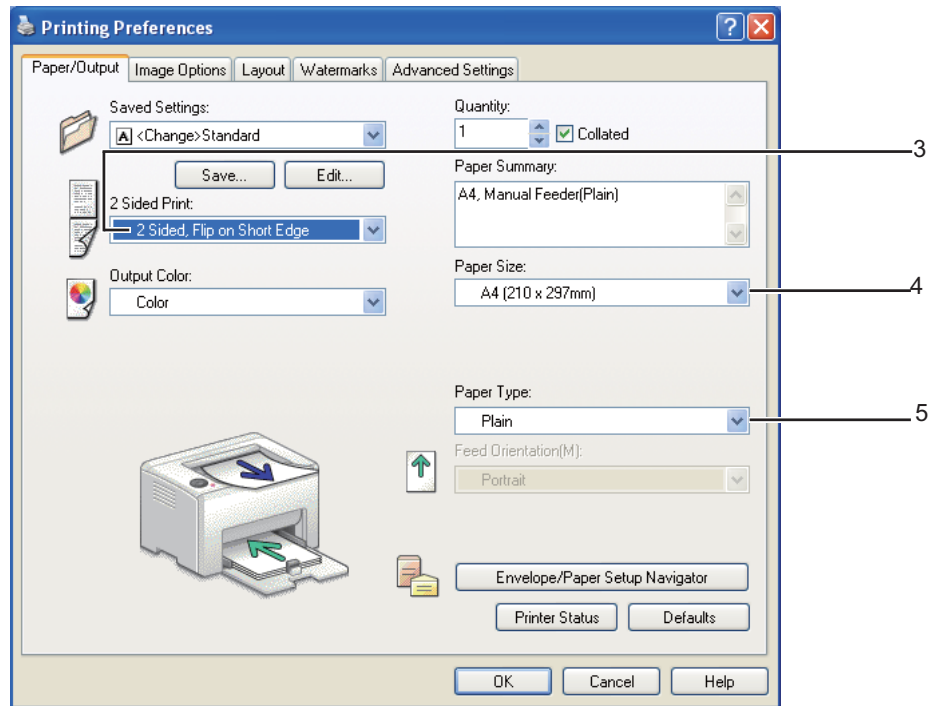 Printing Preferences
Paper/Output
Image Options
Layout
Watermarks
Advanced Settings
Saved Settings:
A <Change>Standard
Save...
Edit...
2 Sided Print:
2 Sided, Flip on Short Edge
Output Color:
Color
Quantity:
1
Collated
Paper Summary:
A4, Manual Feeder(Plain)
Paper Size:
A4 (210 x 297mm)
Paper Type:
Plain
Feed Orientation(M):
Portrait
Envelope/Paper Setup Navigator
Printer Status
Defaults
OK
Cancel
Help
3
4
5